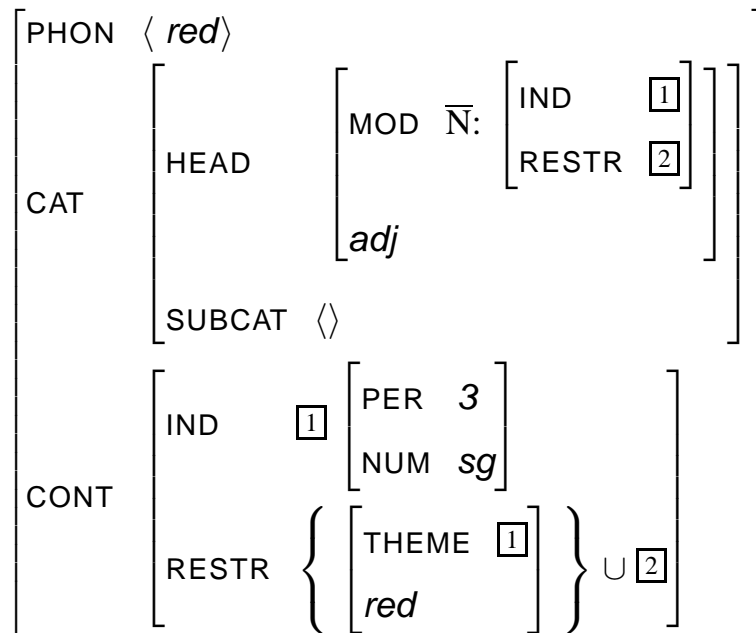 PHON ⟨ red⟩
MOD N̅: IND 1
RESTR 2
HEAD
adj
CAT
SUBCAT ⟨⟩
PER 3
IND 1
NUM sg
CONT
THEME 1
RESTR { } ∪ 2
red